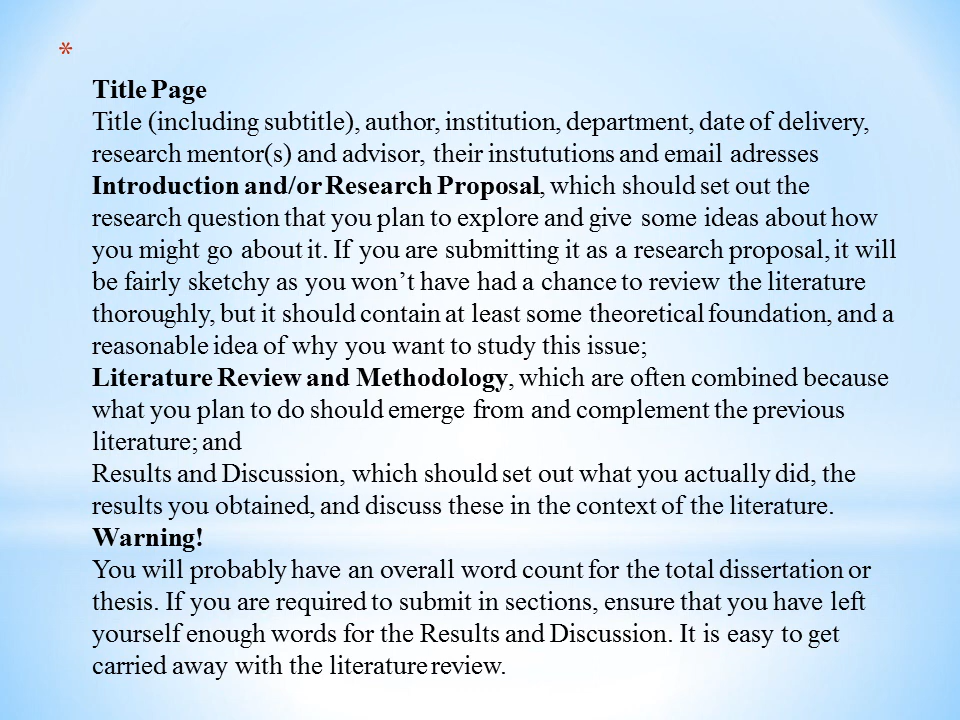 *
Title Page
Title (including subtitle), author, institution, department, date of delivery,
research mentor(s) and advisor, their instututions and email adresses
Introduction and/or Research Proposal, which should set out the
research question that you plan to explore and give some ideas about how
you might go about it. If you are submitting it as a research proposal, it will
be fairly sketchy as you won’t have had a chance to review the literature
thoroughly, but it should contain at least some theoretical foundation, and a
reasonable idea of why you want to study this issue;
Literature Review and Methodology, which are often combined because
what you plan to do should emerge from and complement the previous
literature; and
Results and Discussion, which should set out what you actually did, the
results you obtained, and discuss these in the context of the literature.
Warning!
You will probably have an overall word count for the total dissertation or
thesis. If you are required to submit in sections, ensure that you have left
yourself enough words for the Results and Discussion. It is easy to get
carried away with the literature review.